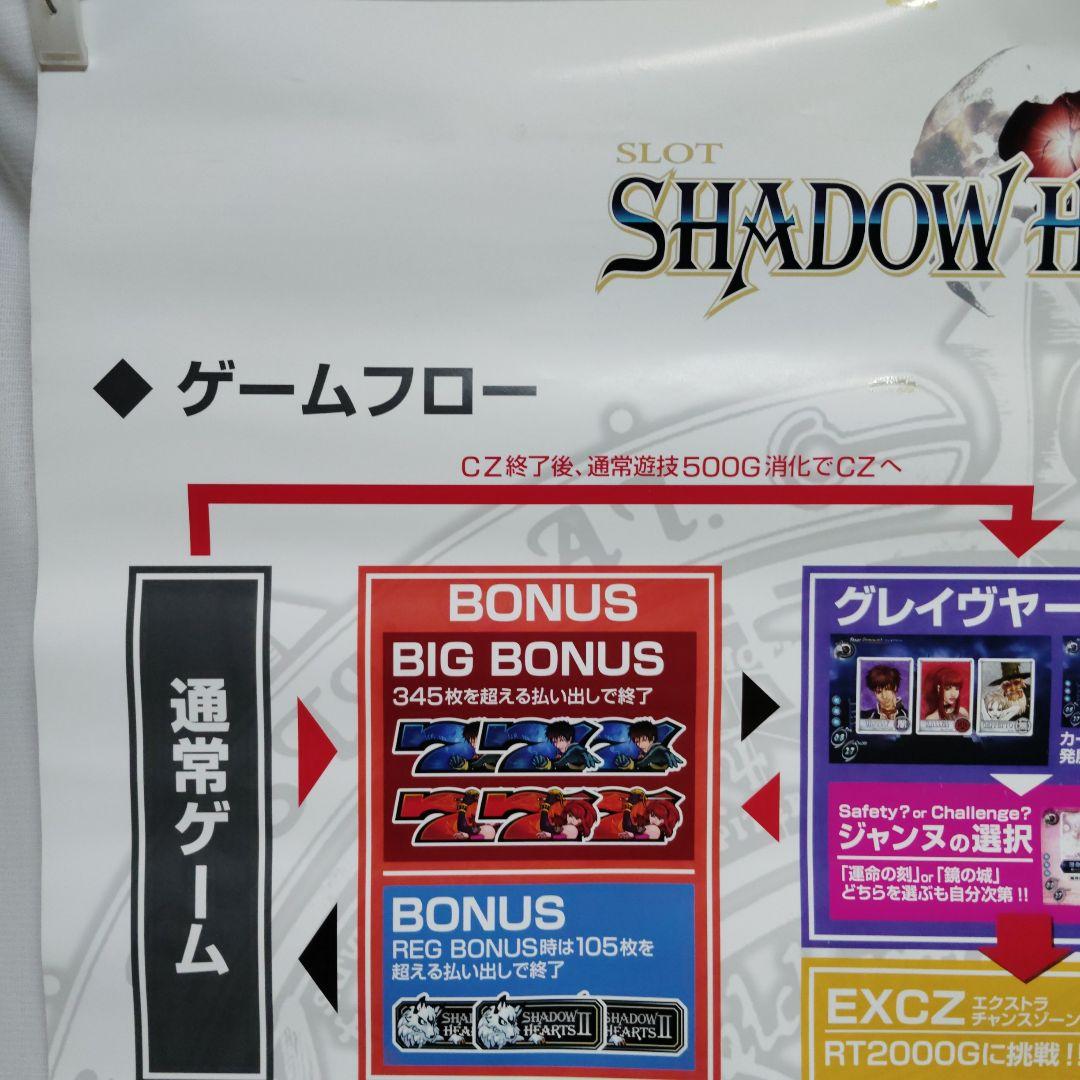 SLOT
SHADOW H
◆ ゲームフロー
CZ終了後、通常遊技500G消化でCZへ
通常ゲーム
BONUS
BIG BONUS
345枚を超える払い出しで終了
777
777
BONUS
REG BONUS時は105枚を
超える払い出しで終了
SHADOW
HEARTS II
グレイヴヤー
Safety? or Challenge?
ジャンヌの選択
「運命の刻」or「鏡の城」
どちらを選ぶも自分次第!!
EXCZ エクストラ
チャンスゾーン
RT2000Gに挑戦!!